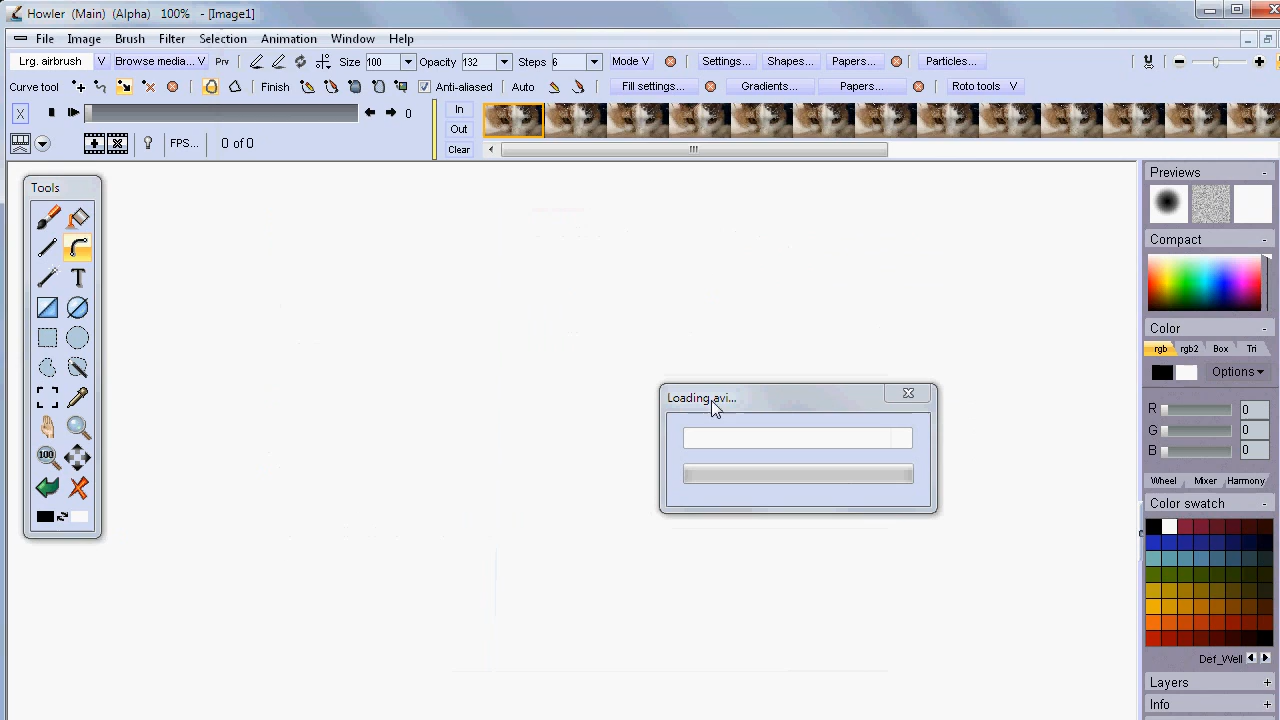 Howler (Main) (Alpha) 100% - [Image1]
File Image Brush Filter Selection Animation Window Help
Lrg. airbrush V Browse media... V Prv Size 100 Opacity 132 Steps 6 Mode V Settings... Shapes... Papers... Particles...
Curve tool Finish Anti-aliased Auto Fill settings... Gradients... Papers... Roto tools V
X 0 In
Out
FPS... 0 of 0 Clear
Tools
T
100
Loading avi...
Previews -
Compact -
Color -
rgb rgb2 Box Tri
Options
R 0
G 0
B 0
Wheel Mixer Harmony
Color swatch -
Def_Well
Layers +
Info +